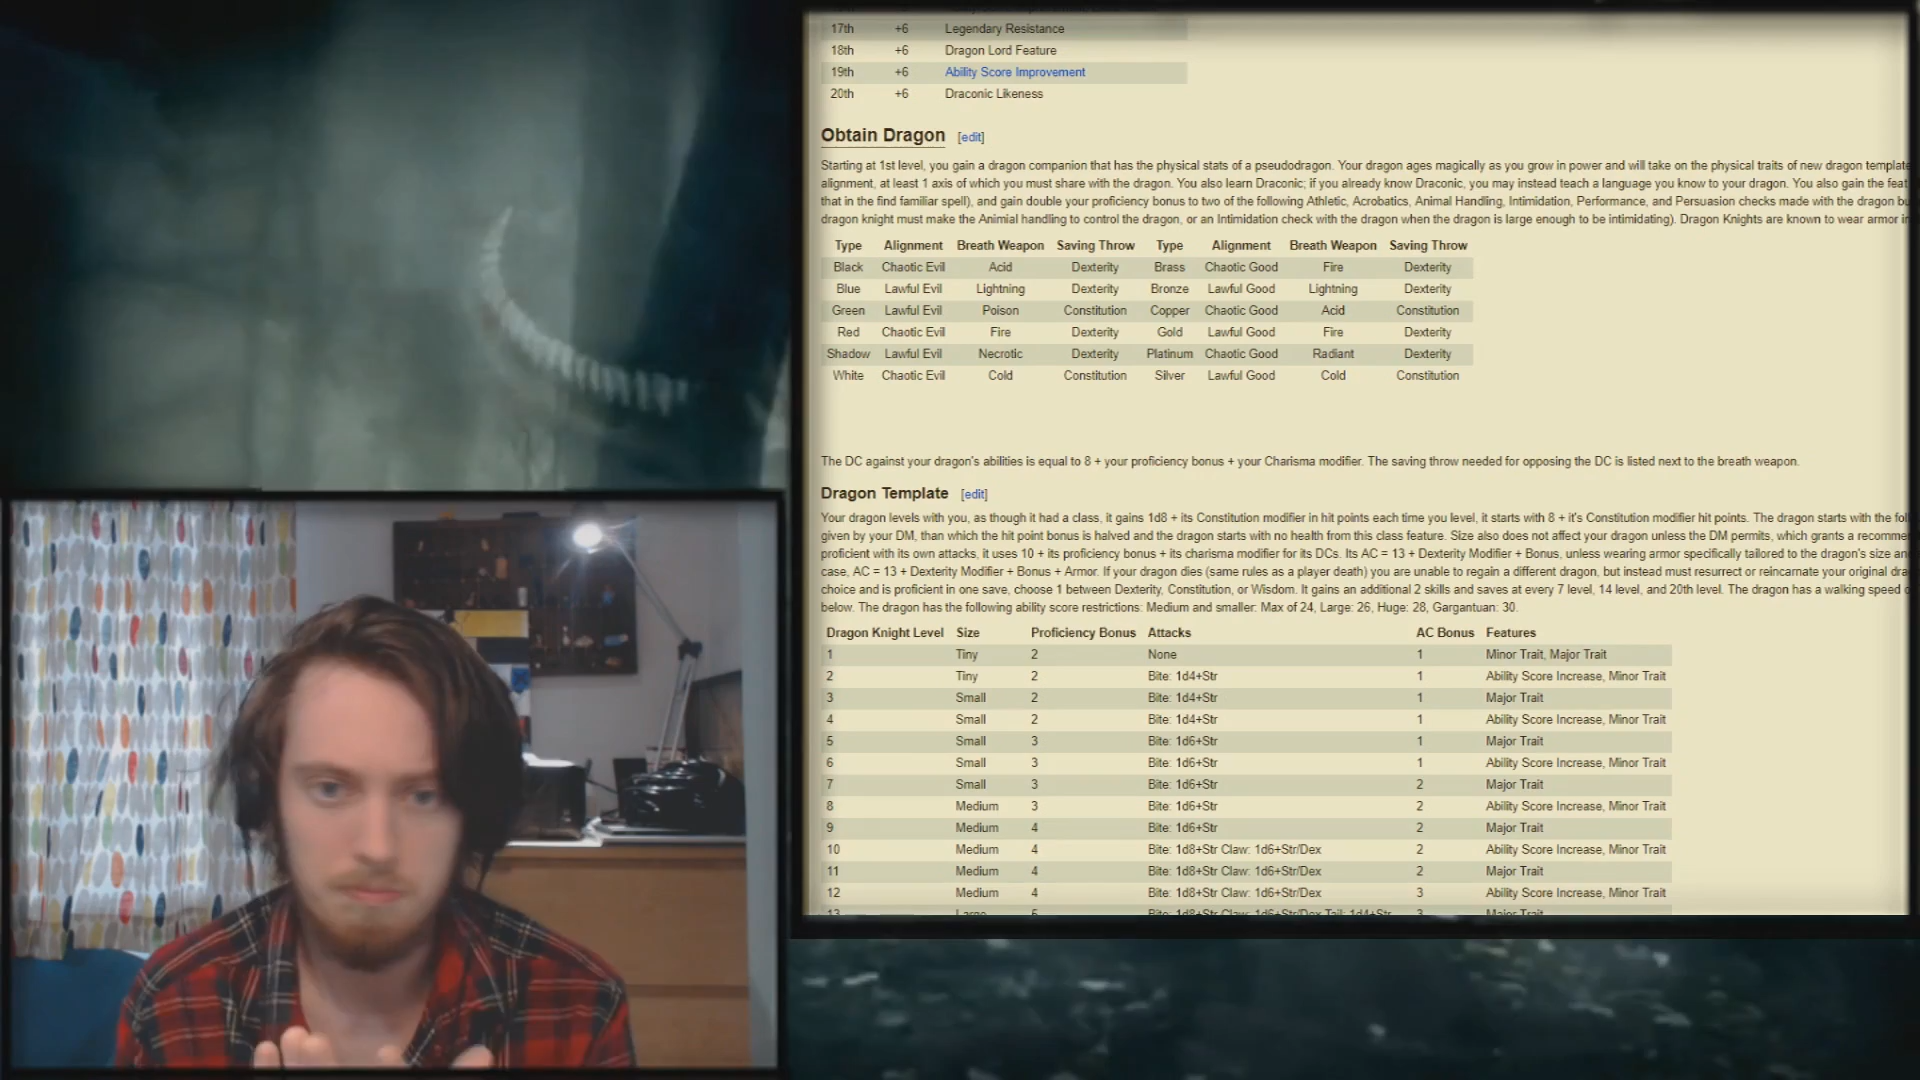 17th +6 Legendary Resistance
18th +6 Dragon Lord Feature
19th +6 Ability Score Improvement
20th +6 Draconic Likeness
Obtain Dragon [edit]
Starting at 1st level, you gain a dragon companion that has the physical stats of a pseudodragon. Your dragon ages magically as you grow in power and will take on the physical traits of new dragon template
alignment, at least 1 axis of which you must share with the dragon. You also learn Draconic; if you already know Draconic, you may instead teach a language you know to your dragon. You also gain the feat
that in the find familiar spell), and gain double your proficiency bonus to two of the following Athletic, Acrobatics, Animal Handling, Intimidation, Performance, and Persuasion checks made with the dragon bu
dragon knight must make the Animial handling to control the dragon, or an Intimidation check with the dragon when the dragon is large enough to be intimidating). Dragon Knights are known to wear armor in
Type Alignment Breath Weapon Saving Throw Type Alignment Breath Weapon Saving Throw
Black Chaotic Evil Acid Dexterity Brass Chaotic Good Fire Dexterity
Blue Lawful Evil Lightning Dexterity Bronze Lawful Good Lightning Dexterity
Green Lawful Evil Poison Constitution Copper Chaotic Good Acid Constitution
Red Chaotic Evil Fire Dexterity Gold Lawful Good Fire Dexterity
Shadow Lawful Evil Necrotic Dexterity Platinum Chaotic Good Radiant Dexterity
White Chaotic Evil Cold Constitution Silver Lawful Good Cold Constitution
The DC against your dragon's abilities is equal to 8 + your proficiency bonus + your Charisma modifier. The saving throw needed for opposing the DC is listed next to the breath weapon.
Dragon Template [edit]
Your dragon levels with you, as though it had a class, it gains 1d8 + its Constitution modifier in hit points each time you level, it starts with 8 + it's Constitution modifier hit points. The dragon starts with the fol
given by your DM, than which the hit point bonus is halved and the dragon starts with no health from this class feature. Size also does not affect your dragon unless the DM permits, which grants a recomme
proficient with its own attacks, it uses 10 + its proficiency bonus + its charisma modifier for its DCs. Its AC = 13 + Dexterity Modifier + Bonus, unless wearing armor specifically tailored to the dragon's size an
case, AC = 13 + Dexterity Modifier + Bonus + Armor. If your dragon dies (same rules as a player death) you are unable to regain a different dragon, but instead must resurrect or reincarnate your original dra
choice and is proficient in one save, choose 1 between Dexterity, Constitution, or Wisdom. It gains an additional 2 skills and saves at every 7 level, 14 level, and 20th level. The dragon has a walking speed o
below. The dragon has the following ability score restrictions: Medium and smaller: Max of 24, Large: 26, Huge: 28, Gargantuan: 30.
Dragon Knight Level Size Proficiency Bonus Attacks AC Bonus Features
1 Tiny 2 None 1 Minor Trait, Major Trait
2 Tiny 2 Bite: 1d4+Str 1 Ability Score Increase, Minor Trait
3 Small 2 Bite: 1d4+Str 1 Major Trait
4 Small 2 Bite: 1d4+Str 1 Ability Score Increase, Minor Trait
5 Small 3 Bite: 1d6+Str 1 Major Trait
6 Small 3 Bite: 1d6+Str 1 Ability Score Increase, Minor Trait
7 Small 3 Bite: 1d6+Str 2 Major Trait
8 Medium 3 Bite: 1d6+Str 2 Ability Score Increase, Minor Trait
9 Medium 4 Bite: 1d6+Str 2 Major Trait
10 Medium 4 Bite: 1d8+Str Claw: 1d6+Str/Dex 2 Ability Score Increase, Minor Trait
11 Medium 4 Bite: 1d8+Str Claw: 1d6+Str/Dex 2 Major Trait
12 Medium 4 Bite: 1d8+Str Claw: 1d6+Str/Dex 3 Ability Score Increase, Minor Trait
13 Large 5 Bite: 1d8+Str Claw: 1d6+Str/Dex Tail: 1d4+Str 3 Major Trait